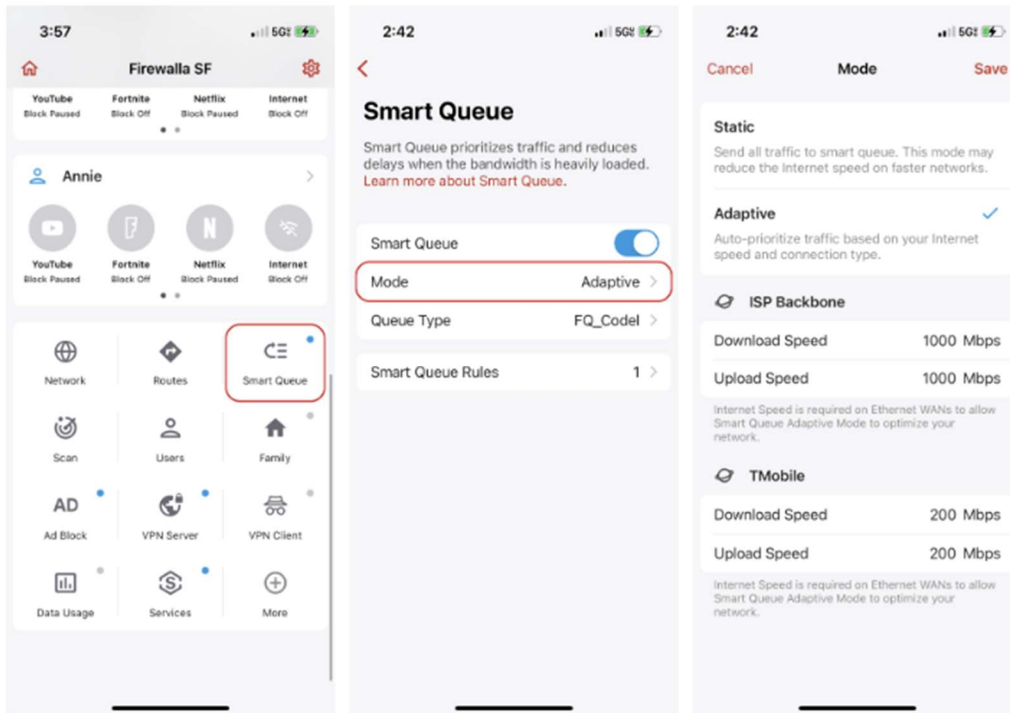 3:57
5G
Firewalla SF
YouTube Fortnite Netflix Internet
Block Paused Block Off Block Paused Block Off
Annie
YouTube Fortnite Netflix Internet
Block Paused Block Off Block Paused Block Off
Network Routes Smart Queue
Scan Users Family
AD
Ad Block VPN Server VPN Client
Data Usage Services More
2:42
5G
Smart Queue
Smart Queue prioritizes traffic and reduces
delays when the bandwidth is heavily loaded.
Learn more about Smart Queue.
Smart Queue
Mode Adaptive
Queue Type FQ_Codel
Smart Queue Rules 1
2:42
5G
Cancel Mode Save
Static
Send all traffic to smart queue. This mode may
reduce the Internet speed on faster networks.
Adaptive
Auto-prioritize traffic based on your Internet
speed and connection type.
ISP Backbone
Download Speed 1000 Mbps
Upload Speed 1000 Mbps
Internet Speed is required on Ethernet WANs to allow
Smart Queue Adaptive Mode to optimize your
network.
TMobile
Download Speed 200 Mbps
Upload Speed 200 Mbps
Internet Speed is required on Ethernet WANs to allow
Smart Queue Adaptive Mode to optimize your
network.